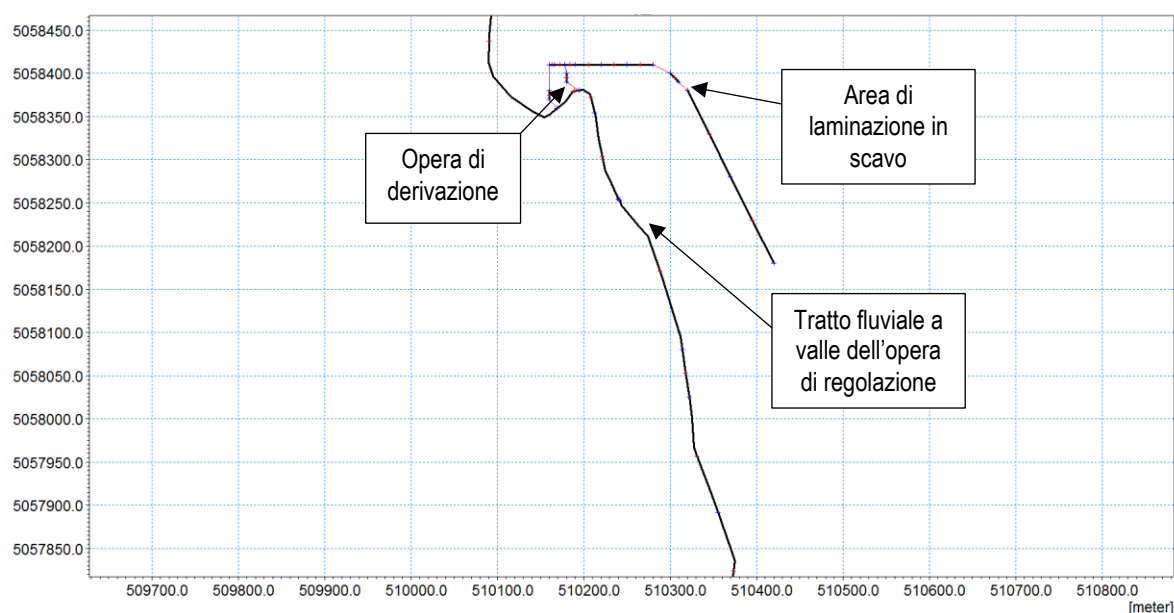 5058450.0
5058400.0
5058350.0
5058300.0
5058250.0
5058200.0
5058150.0
5058100.0
5058050.0
5058000.0
5057950.0
5057900.0
5057850.0
Opera di
derivazione
Area di
laminazione in
scavo
Tratto fluviale a
valle dell’opera
di regolazione
509700.0 509800.0 509900.0 510000.0 510100.0 510200.0 510300.0 510400.0 510500.0 510600.0 510700.0 510800.0
[meter]